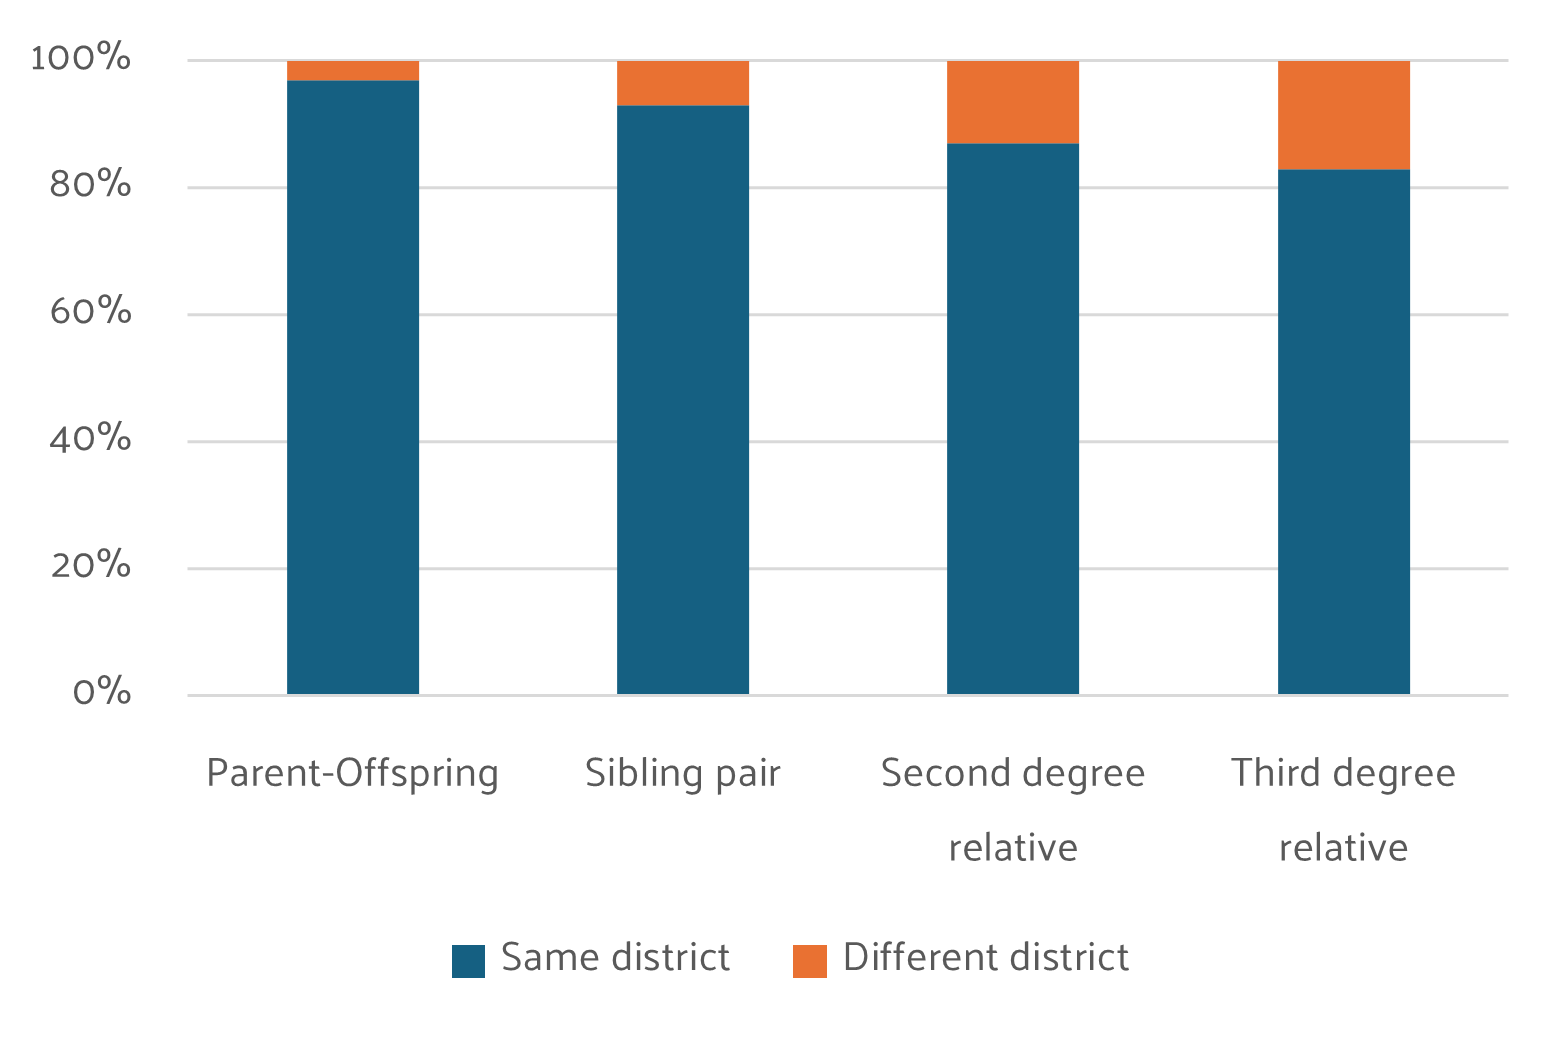 100%
80%
60%
40%
20%
0%
Parent-Offspring
Sibling pair
Second degree
relative
Third degree
relative
Same district
Different district